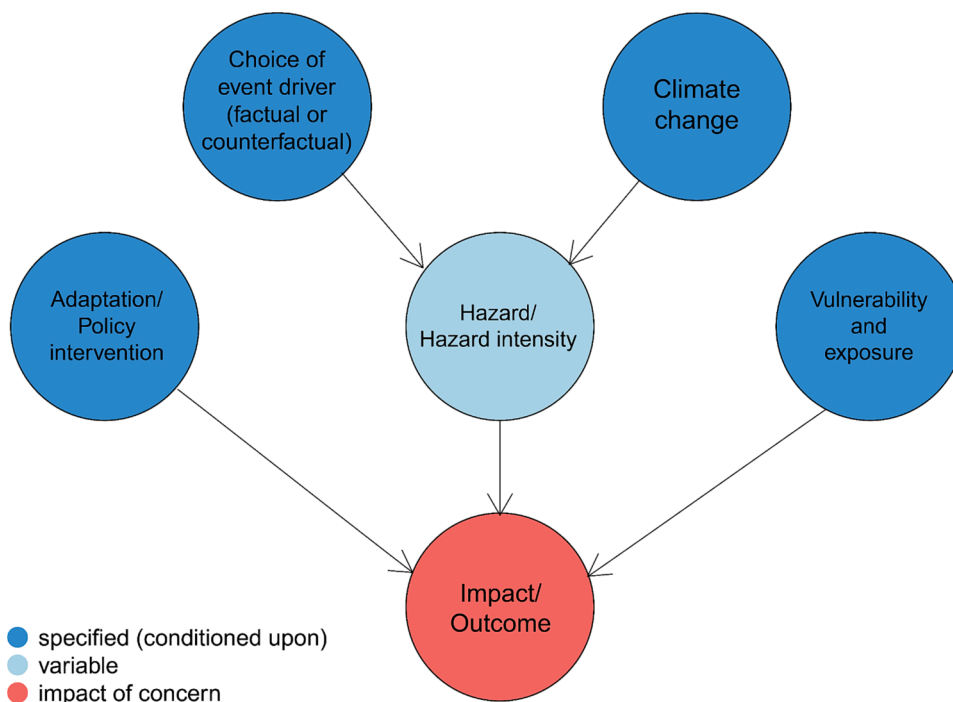 Choice of
event driver
(factual or
counterfactual)
Climate
change
Adaptation/
Policy
intervention
Hazard/
Hazard intensity
Vulnerability
and
exposure
Impact/
Outcome
specified (conditioned upon)
variable
impact of concern